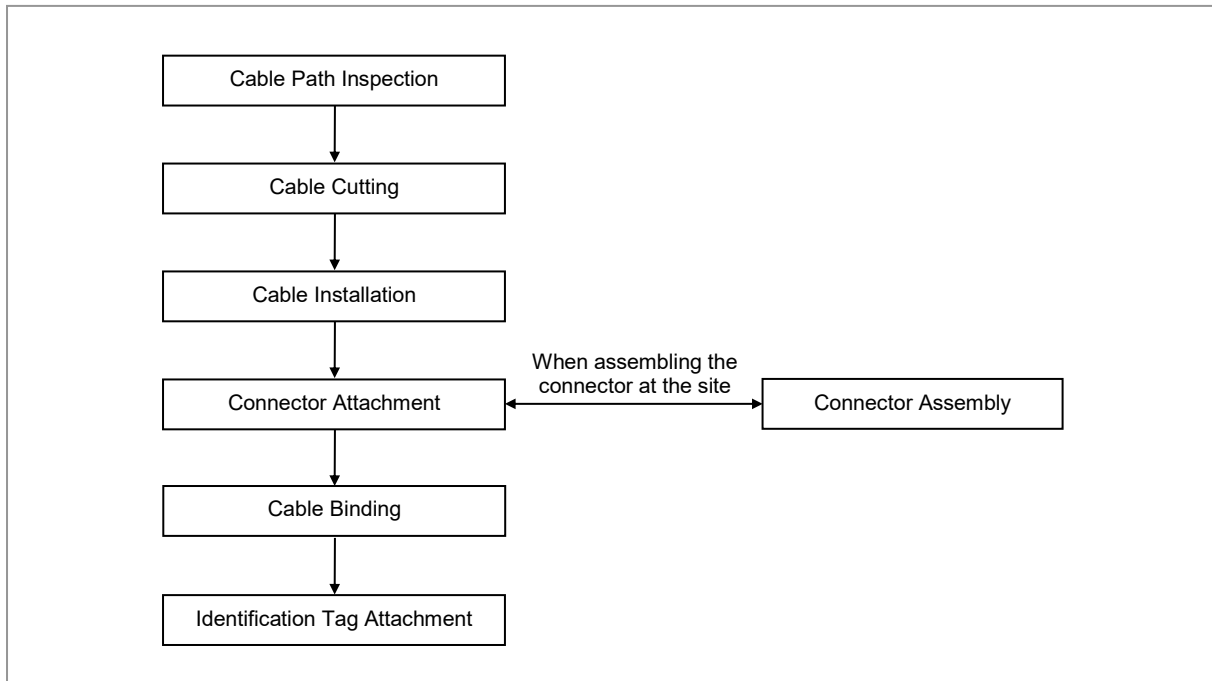 Cable Path Inspection
Cable Cutting
Cable Installation
When assembling the
connector at the site
Connector Attachment
Connector Assembly
Cable Binding
Identification Tag Attachment